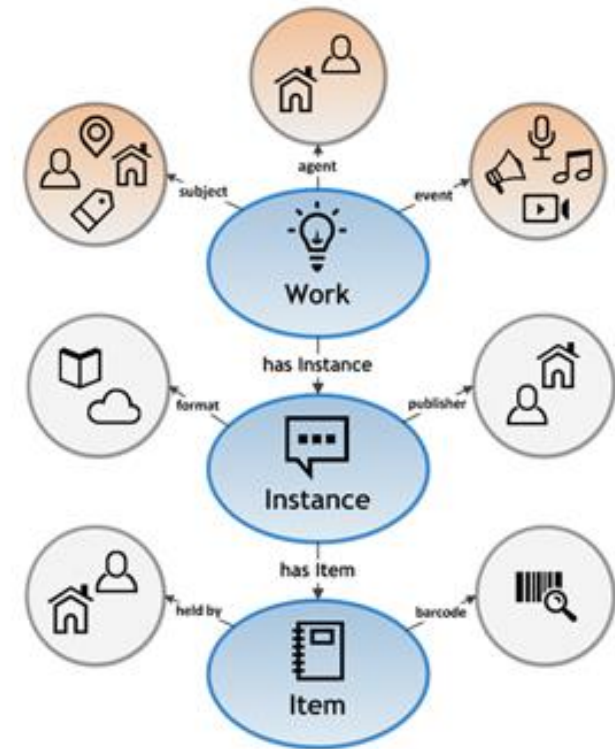 agent
subject
event
Work
has Instance
format
publisher
Instance
has Item
held by
barcode
Item